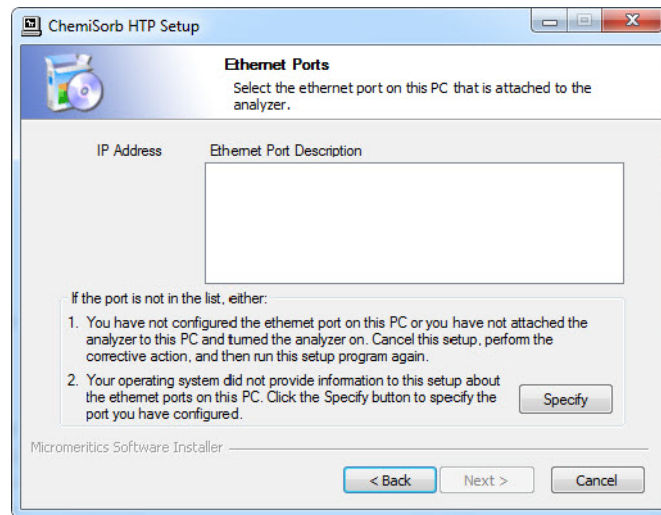 ChemiSorb HTP Setup
Ethernet Ports
Select the ethernet port on this PC that is attached to the
analyzer.
IP Address Ethernet Port Description
If the port is not in the list, either:
1. You have not configured the ethernet port on this PC or you have not attached the
analyzer to this PC and turned the analyzer on. Cancel this setup, perform the
corrective action, and then run this setup program again.
2. Your operating system did not provide information to this setup about
the ethernet ports on this PC. Click the Specify button to specify the
port you have configured.
Specify
Micromeritics Software Installer
< Back Next > Cancel